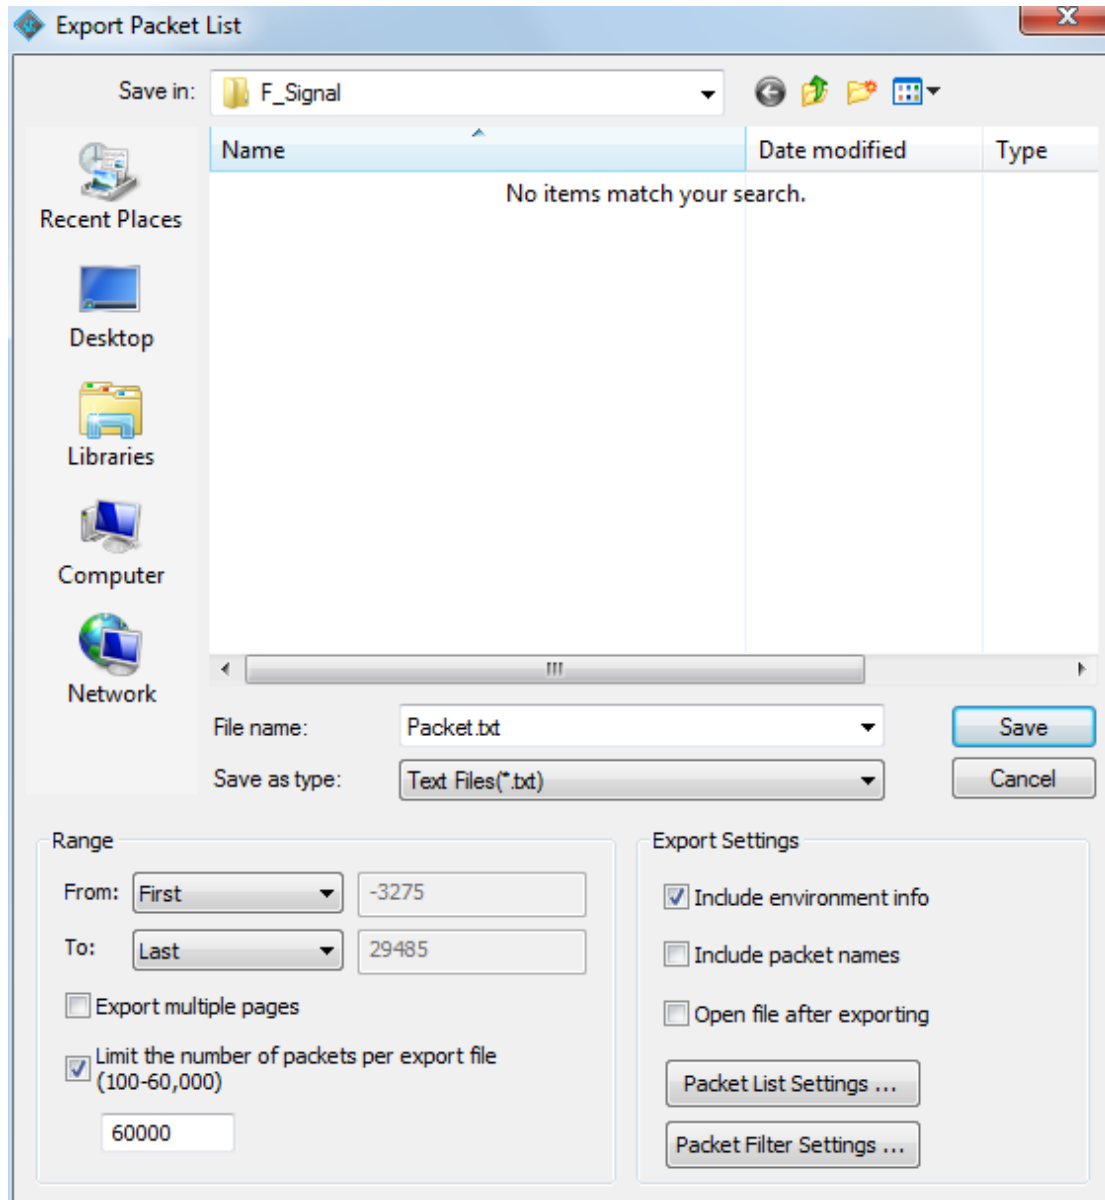 Export Packet List
Save in: F_Signal
Name Date modified Type
No items match your search.
Recent Places
Desktop
Libraries
Computer
Network
File name: Packet.txt Save
Save as type: Text Files(*.txt) Cancel
Range
From: First -3275
To: Last 29485
Export multiple pages
Limit the number of packets per export file
(100-60,000)
60000
Export Settings
Include environment info
Include packet names
Open file after exporting
Packet List Settings ...
Packet Filter Settings ...